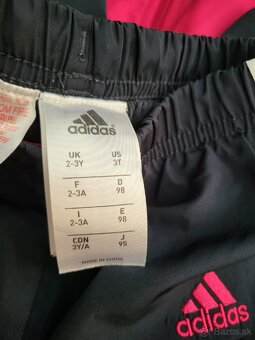 adidas
UK US
2-3Y 3T
F D
2-3A 98
I E
2-3A 98
CDN J
3Y/A 95
MADE IN CHINA
adidas